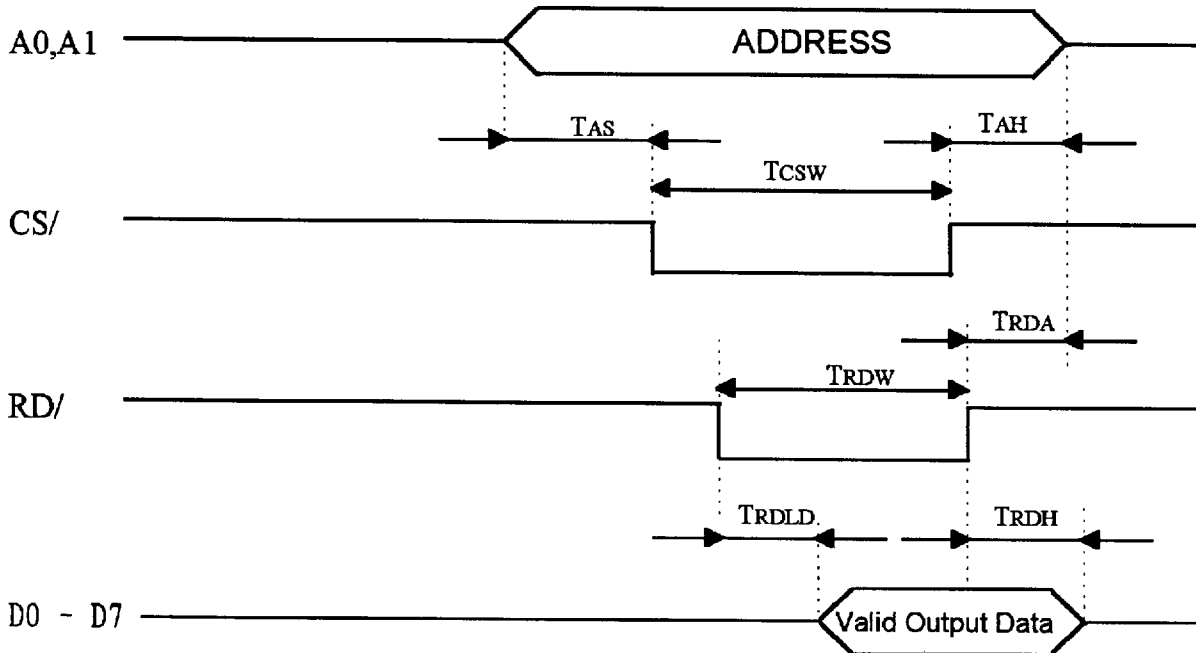 A0,A1
ADDRESS
TAS
TAH
TCSW
CS/
TRDA
TRDW
RD/
TRDLD
TRDH
D0 - D7
Valid Output Data